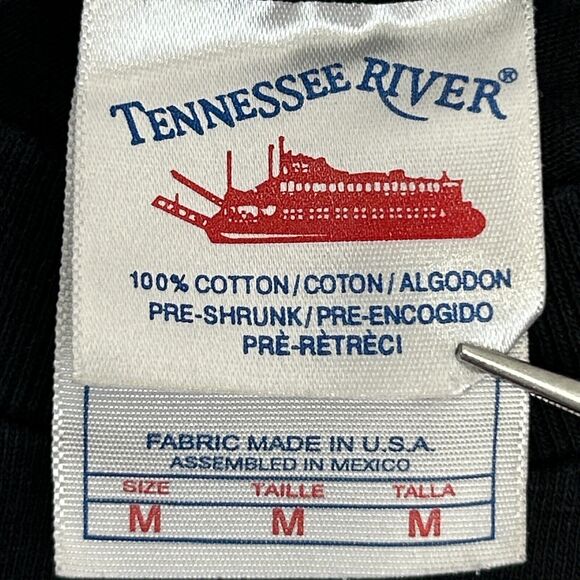 TENNESSEE RIVER®
100% COTTON/COTON/ALGODON
PRE-SHRUNK/PRE-ENCOGIDO
PRÈ-RÈTRÈCI
FABRIC MADE IN U.S.A.
ASSEMBLED IN MEXICO
SIZE TAILLE TALLA
M M M